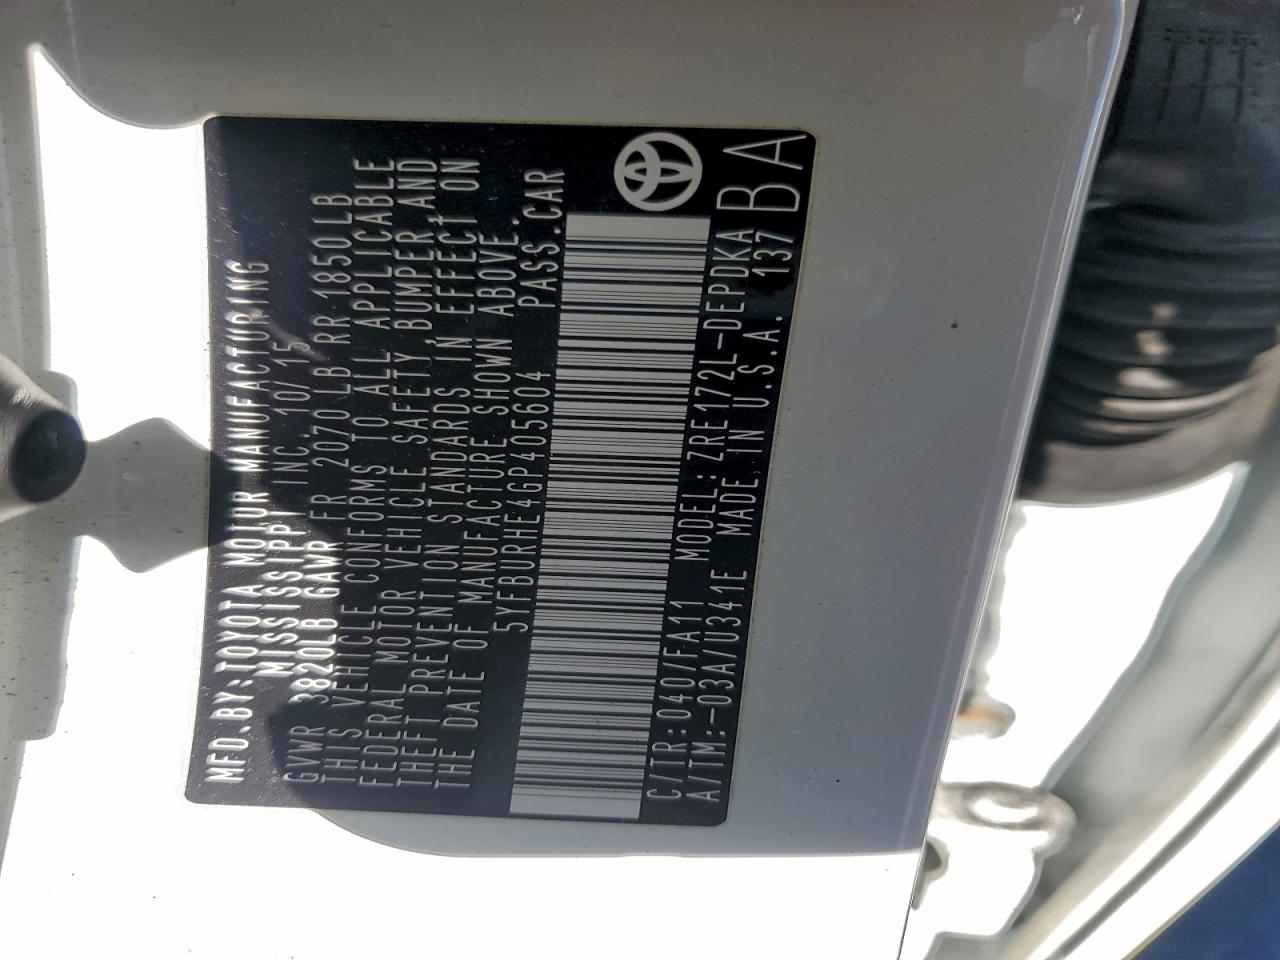 MFD.BY:TOYOTA MOTOR MANUFACTURING
MISSISSIPPI INC. 10/15
GVWR 3820LB GAWR FR 2070 LB RR 1850LB
THIS VEHICLE CONFORMS TO ALL APPLICABLE
FEDERAL MOTOR VEHICLE SAFETY,BUMPER,AND
THEFT PREVENTION STANDARDS IN EFFECT ON
THE DATE OF MANUFACTURE SHOWN ABOVE.
5YFBURHE4GP405604 PASS.CAR
C/TR:040/FA11 MODEL:ZRE172L-DEPDKA
A/TM:-03A/U341E MADE IN U.S.A. 137 BA